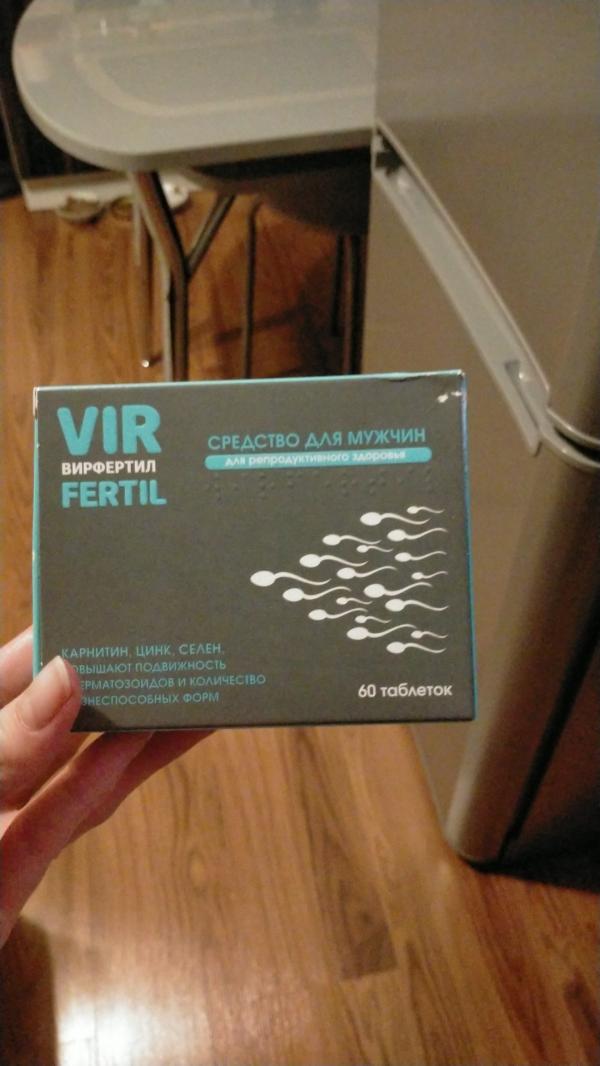 VIR
ВИРФЕРТИЛ
FERTIL
СРЕДСТВО ДЛЯ МУЖЧИН
для репродуктивного здоровья
КАРНИТИН, ЦИНК, СЕЛЕН,
ПОДВИЖНОСТЬ
И КОЛИЧЕСТВО
ФОРМ
60 таблеток